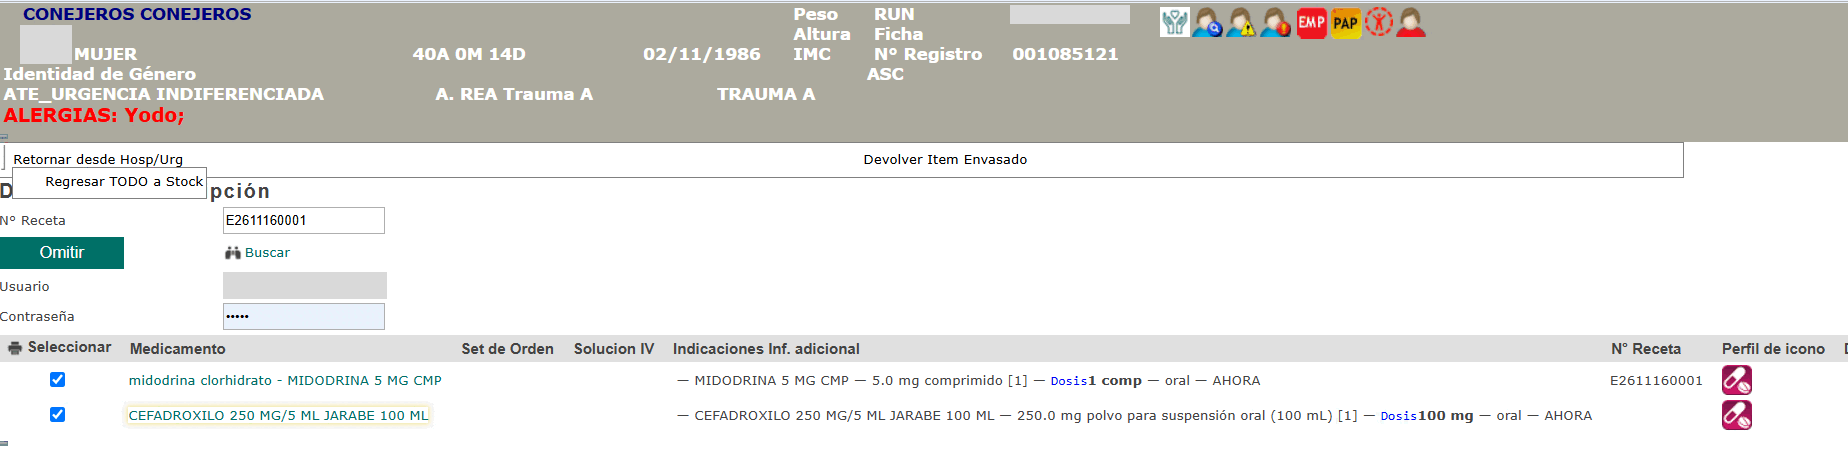 CONEJEROS CONEJEROS Peso RUN EMP PAP
Altura Ficha
MUJER 40A 0M 14D 02/11/1986 IMC Nº Registro 001085121
Identidad de Género ASC
ATE_URGENCIA INDIFERENCIADA A. REA Trauma A TRAUMA A
ALERGIAS: Yodo;
Retornar desde Hosp/Urg Devolver Item Envasado
Regresar TODO a Stock
D pción
Nº Receta E2611160001
Omitir Buscar
Usuario
Contraseña •••••
Seleccionar Medicamento Set de Orden Solucion IV Indicaciones Inf. adicional N° Receta Perfil de icono D
midodrina clorhidrato - MIDODRINA 5 MG CMP — MIDODRINA 5 MG CMP — 5.0 mg comprimido [1] — Dosis1 comp — oral — AHORA E2611160001
CEFADROXILO 250 MG/5 ML JARABE 100 ML — CEFADROXILO 250 MG/5 ML JARABE 100 ML — 250.0 mg polvo para suspensión oral (100 mL) [1] — Dosis100 mg — oral — AHORA